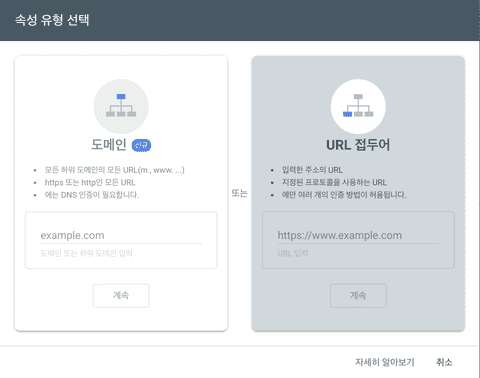 속성 유형 선택
도메인 신규
모든 하위 도메인의 모든 URL(m., www. ...)
https 또는 http인 모든 URL
에는 DNS 인증이 필요합니다.
example.com
도메인 또는 하위 도메인 입력
계속
또는
URL 접두어
입력한 주소의 URL
지정된 프로토콜을 사용하는 URL
에만 여러 개의 인증 방법이 허용됩니다.
https://www.example.com
URL 입력
계속
자세히 알아보기 취소